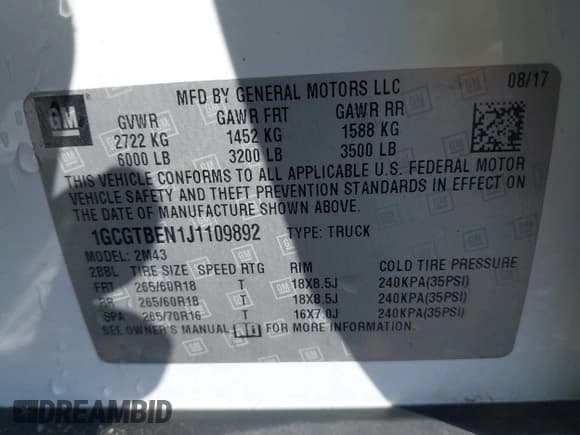 MFD BY GENERAL MOTORS LLC 08/17
GM
GVWR GAWR FRT GAWR RR
2722 KG 1452 KG 1588 KG
6000 LB 3200 LB 3500 LB
THIS VEHICLE CONFORMS TO ALL APPLICABLE U.S. FEDERAL MOTOR
VEHICLE SAFETY AND THEFT PREVENTION STANDARDS IN EFFECT ON
THE DATE OF MANUFACTURE SHOWN ABOVE.
1GCGTBEN1J1109892 TYPE: TRUCK
MODEL: 2M43
2BBL TIRE SIZE SPEED RTG RIM COLD TIRE PRESSURE
FRT 265/60R18 T 18X8.5J 240KPA(35PSI)
RR 265/60R18 T 18X8.5J 240KPA(35PSI)
SPA 265/70R16 T 16X7.0J 240KPA(35PSI)
SEE OWNER'S MANUAL FOR MORE INFORMATION.
DREAMBID